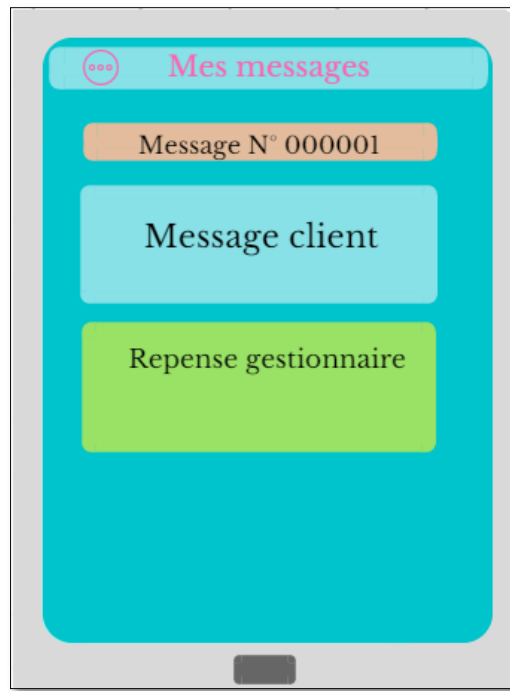 Mes messages
Message N° 000001
Message client
Repense gestionnaire